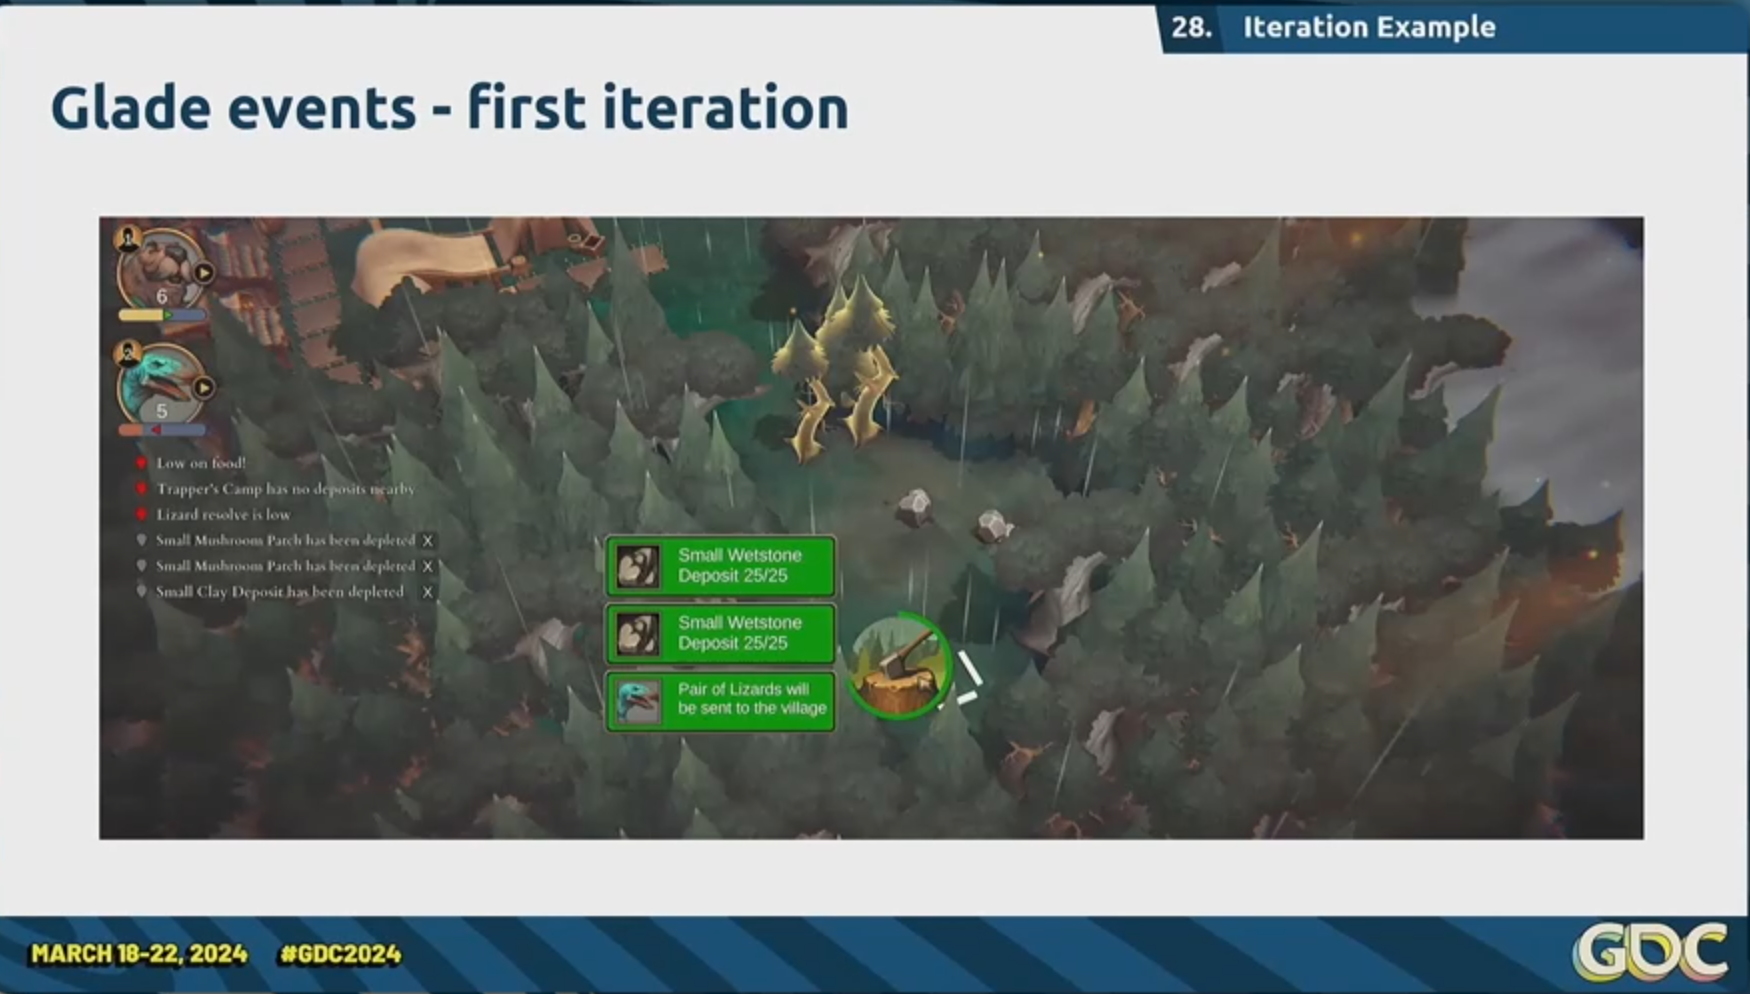 28. Iteration Example
Glade events - first iteration
6
5
Low on food!
Trapper's Camp has no deposits nearby
Lizard resolve is low
Small Mushroom Patch has been depleted X
Small Mushroom Patch has been depleted X
Small Clay Deposit has been depleted X
Small Wetstone
Deposit 25/25
Small Wetstone
Deposit 25/25
Pair of Lizards will
be sent to the village
MARCH 18-22, 2024 #GDC2024
GDC